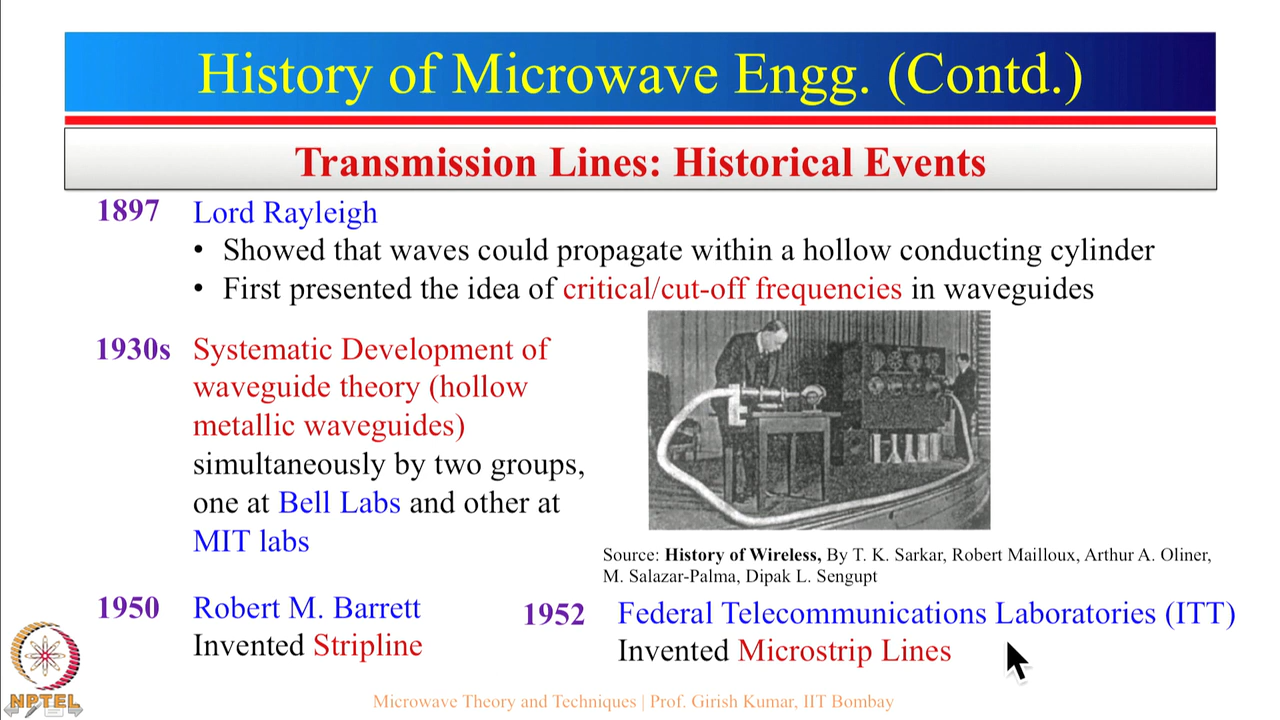 History of Microwave Engg. (Contd.)
Transmission Lines: Historical Events
1897 Lord Rayleigh
• Showed that waves could propagate within a hollow conducting cylinder
• First presented the idea of critical/cut-off frequencies in waveguides
1930s Systematic Development of
waveguide theory (hollow
metallic waveguides)
simultaneously by two groups,
one at Bell Labs and other at
MIT labs
Source: History of Wireless, By T. K. Sarkar, Robert Mailloux, Arthur A. Oliner,
M. Salazar-Palma, Dipak L. Sengupt
1950 Robert M. Barrett
Invented Stripline
1952 Federal Telecommunications Laboratories (ITT)
Invented Microstrip Lines
NPTEL
Microwave Theory and Techniques | Prof. Girish Kumar, IIT Bombay